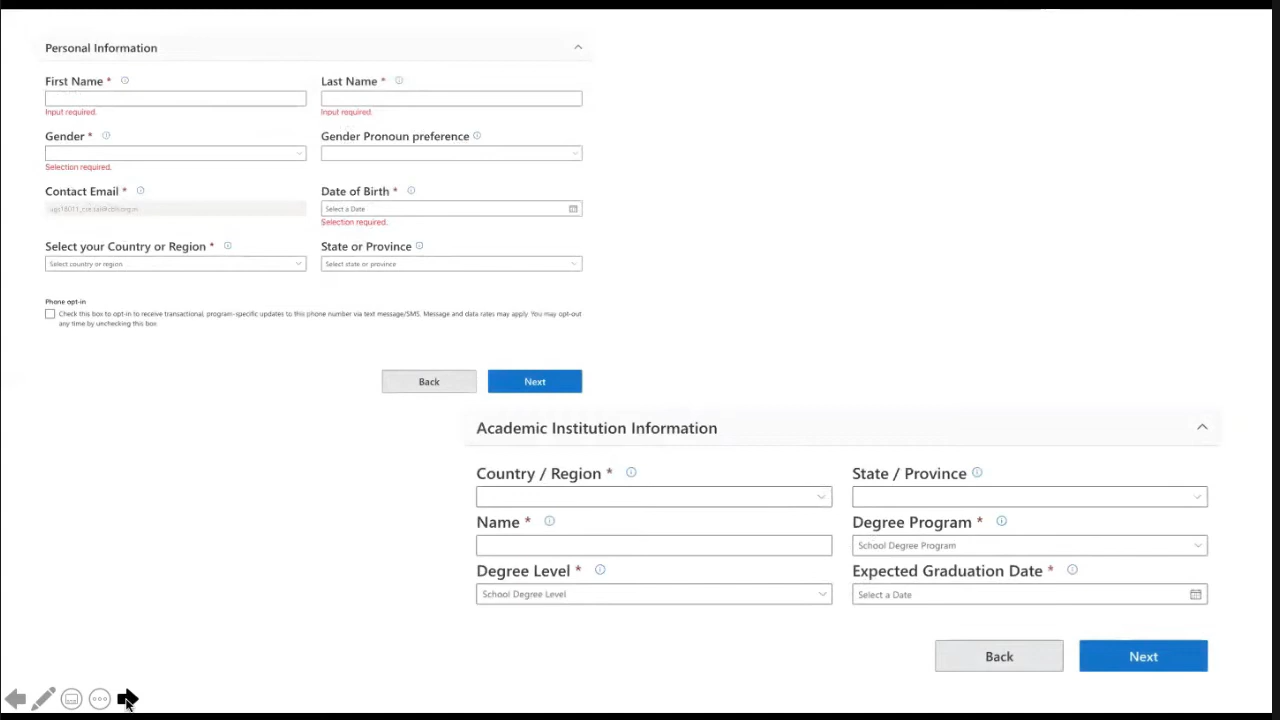 Personal Information
First Name * Last Name *
Input required. Input required.
Gender * Gender Pronoun preference
Selection required.
Contact Email * Date of Birth *
Select a Date
Selection required.
Select your Country or Region * State or Province
Select country or region Select state or province
Phone opt-in
Check this box to opt-in to receive transactional, program-specific updates to this phone number via text message/SMS. Message and data rates may apply. You may opt-out
any time by unchecking this box
Back Next
Academic Institution Information
Country / Region * State / Province
Name * Degree Program *
School Degree Program
Degree Level * Expected Graduation Date *
School Degree Level Select a Date
Back Next